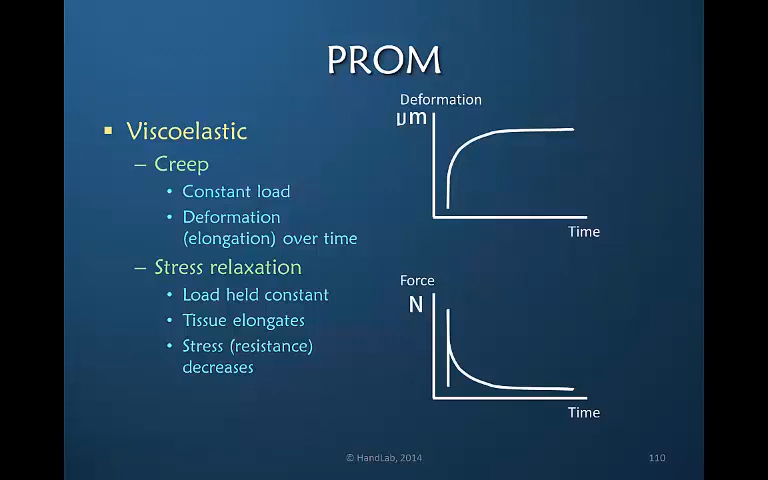 PROM
▪ Viscoelastic
– Creep
• Constant load
• Deformation
(elongation) over time
– Stress relaxation
• Load held constant
• Tissue elongates
• Stress (resistance)
decreases
Deformation
μm
Time
Force
N
Time
© HandLab, 2014
110